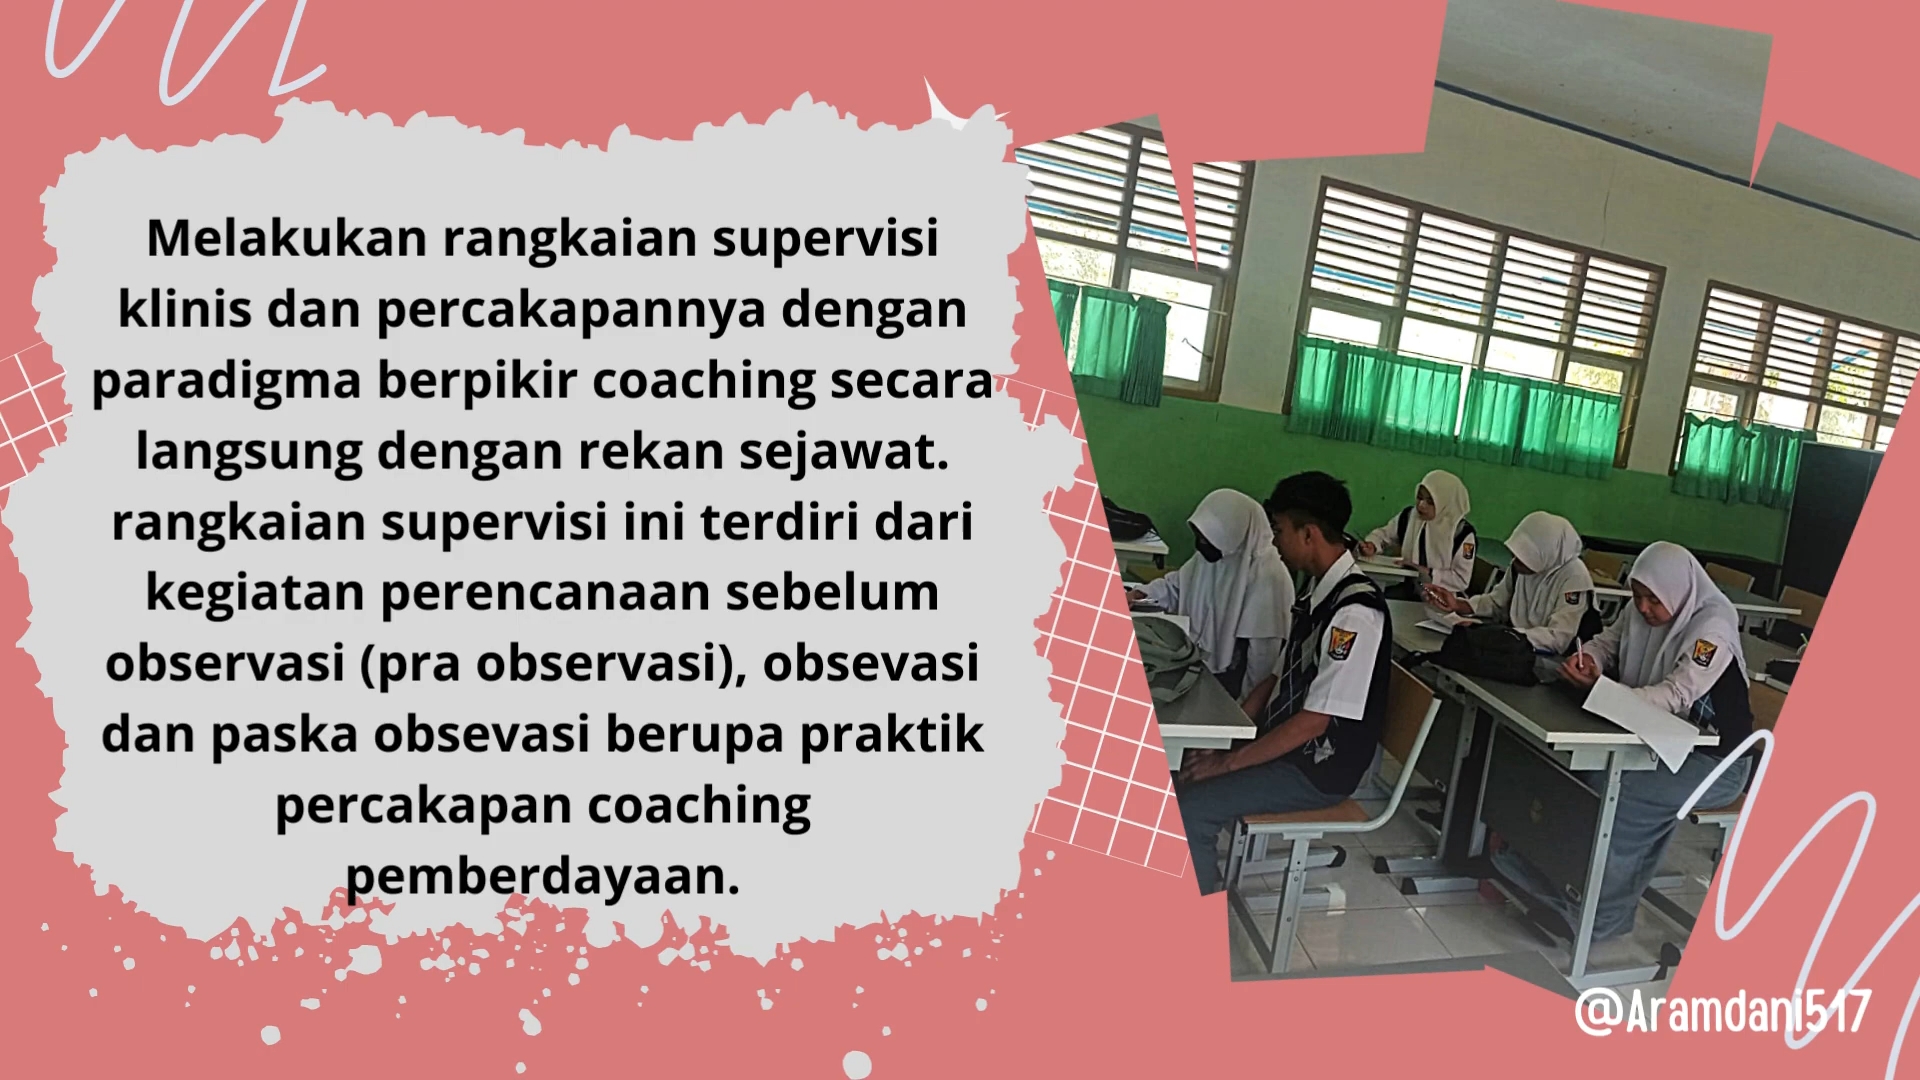 Melakukan rangkaian supervisi
klinis dan percakapannya dengan
paradigma berpikir coaching secara
langsung dengan rekan sejawat.
rangkaian supervisi ini terdiri dari
kegiatan perencanaan sebelum
observasi (pra observasi), obsevasi
dan paska obsevasi berupa praktik
percakapan coaching
pemberdayaan.
@Aramdani517